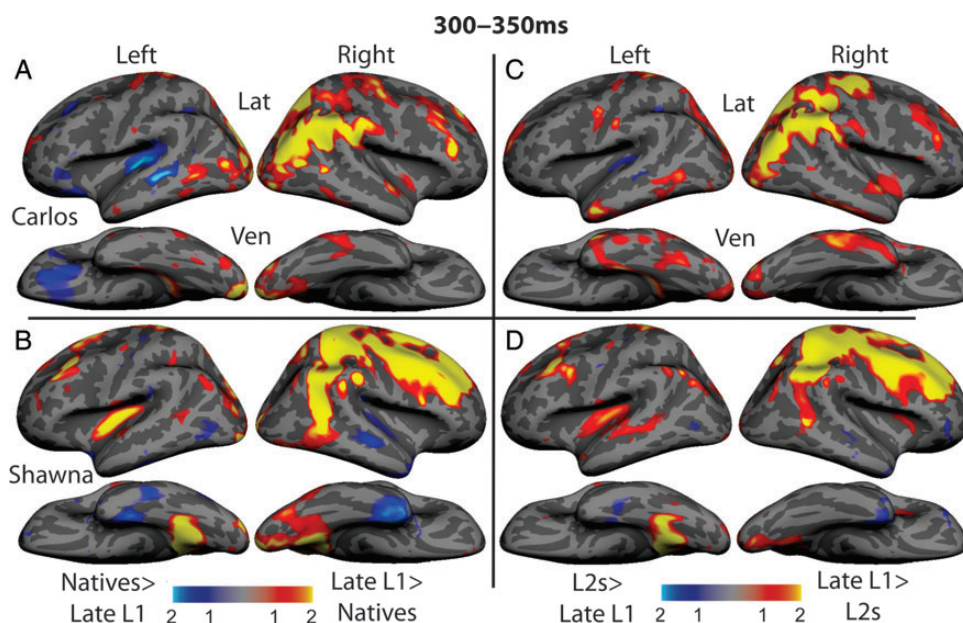 300–350ms
Left Right Left Right
A C
Lat Lat
Carlos
Ven Ven
B D
Shawna
Natives> Late L1> L2s> Late L1>
Late L1 2 1 1 2 Natives Late L1 2 1 1 2 L2s